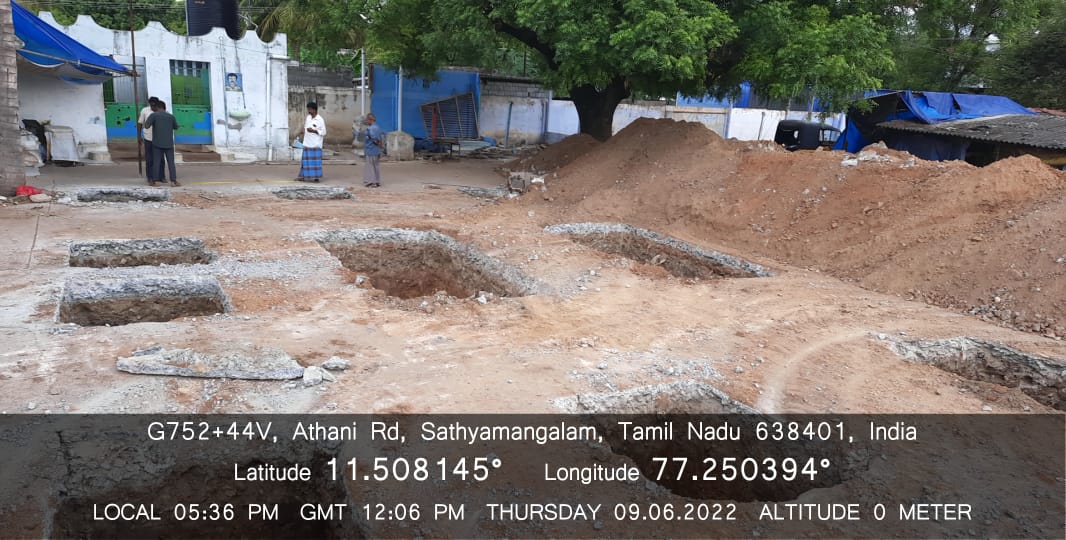 G752+44V, Athani Rd, Sathyamangalam, Tamil Nadu 638401, India
Latitude 11.508145° Longitude 77.250394°
LOCAL 05:36 PM GMT 12:06 PM THURSDAY 09.06.2022 ALTITUDE 0 METER